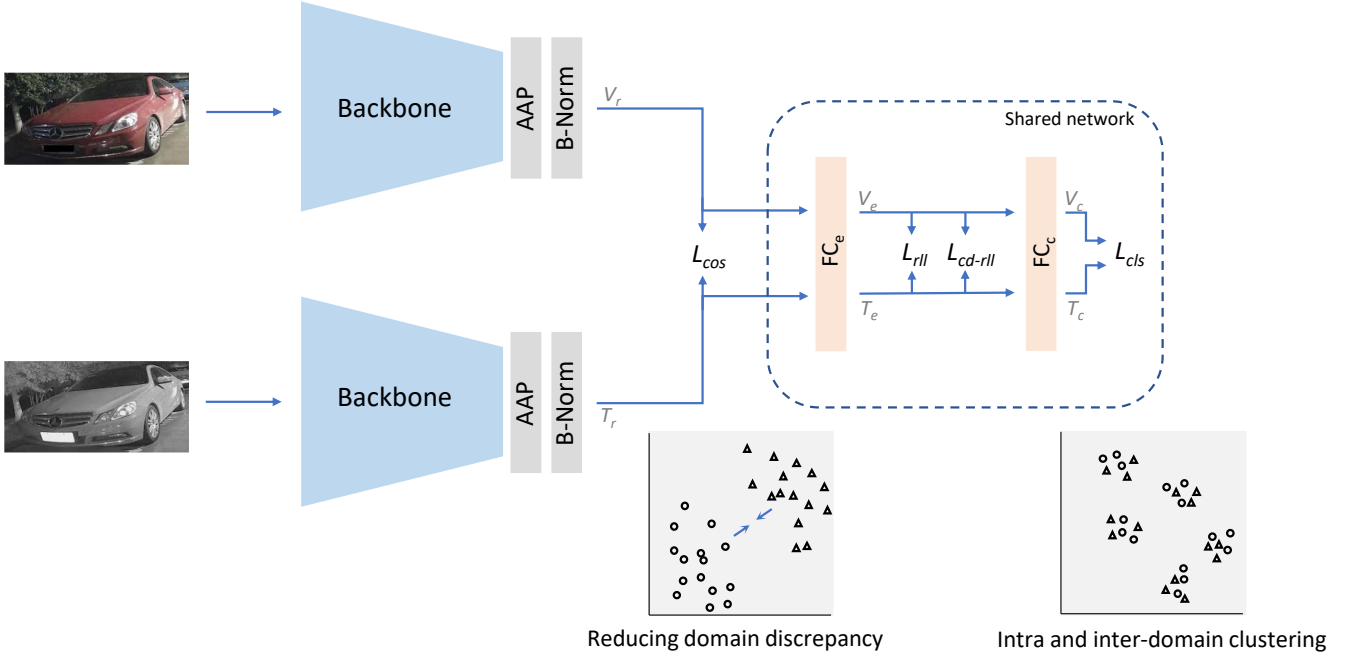 Backbone
AAP
B-Norm
V_r
Shared network
FC_e
V_e
L_rll
L_cd-rll
T_e
FC_c
V_c
L_cls
T_c
L_cos
Backbone
AAP
B-Norm
T_r
Reducing domain discrepancy
Intra and inter-domain clustering